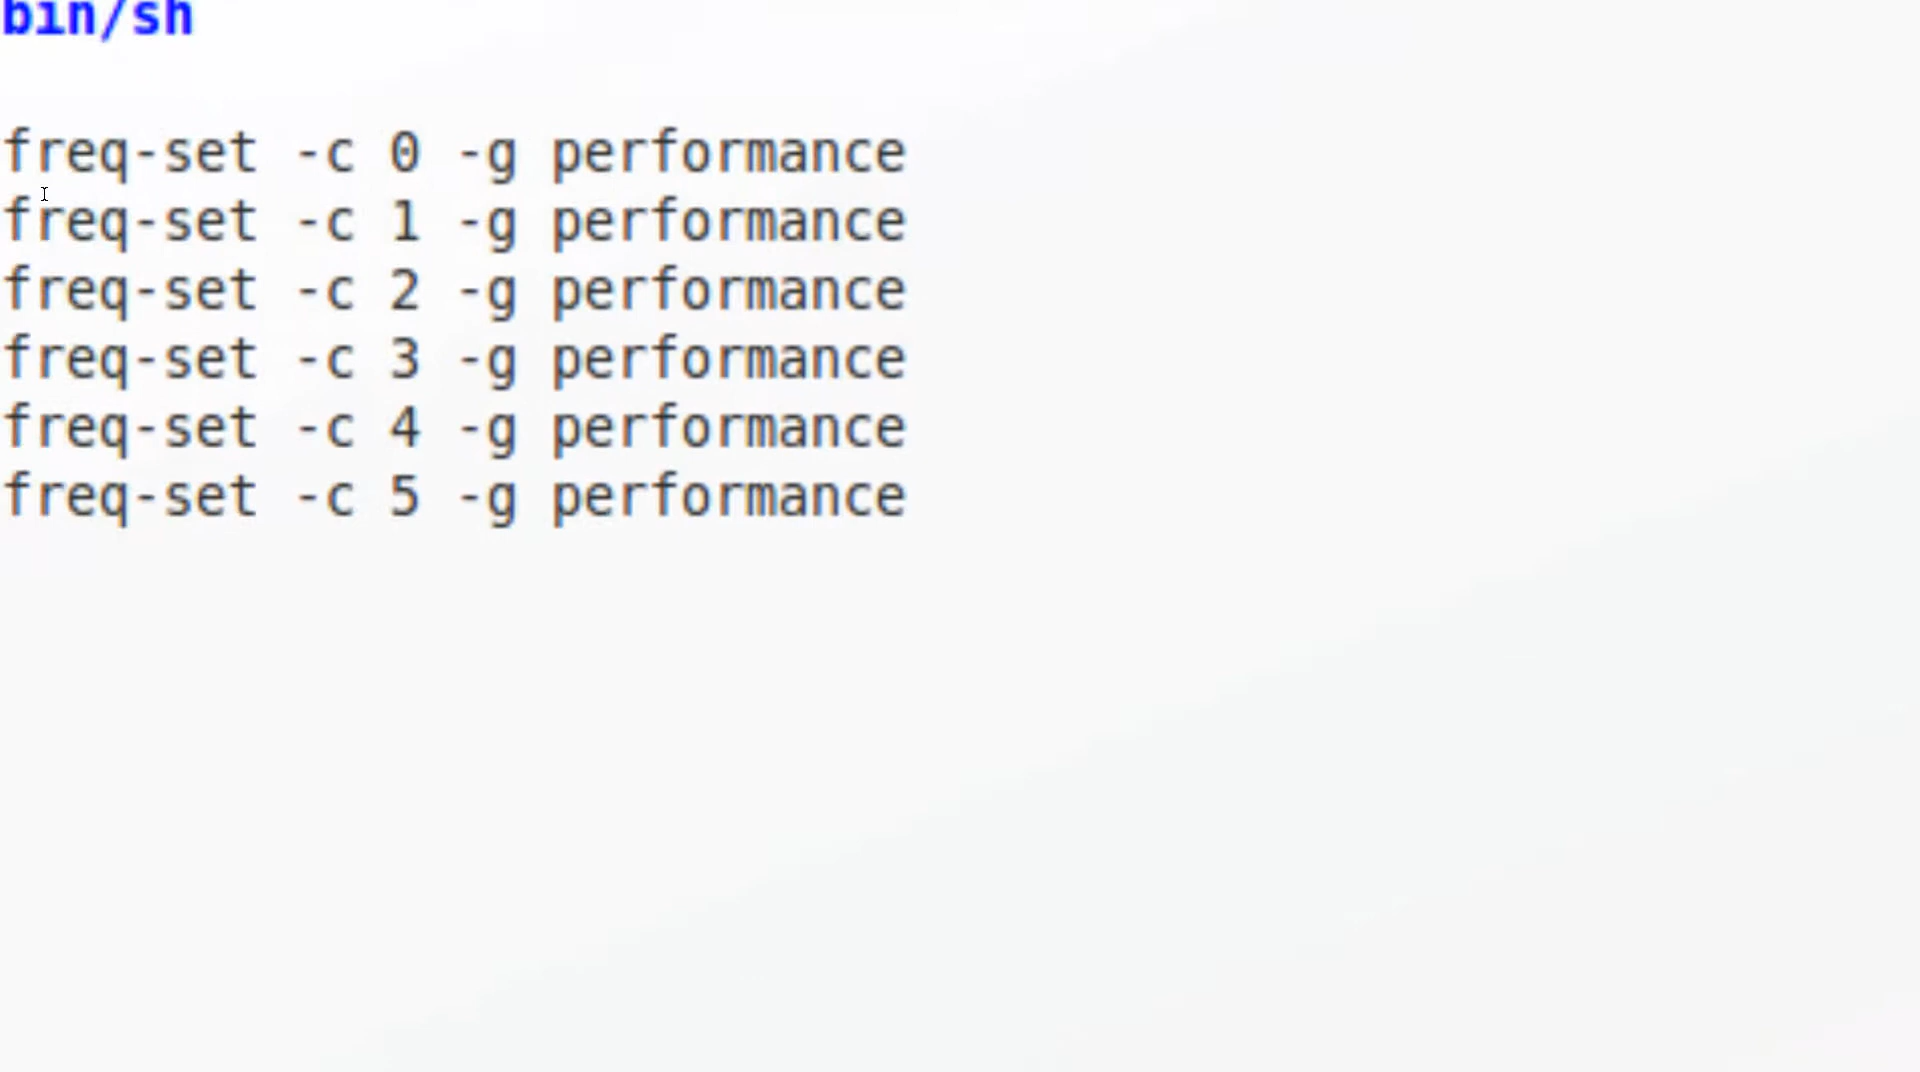 bin/sh
freq-set -c 0 -g performance
freq-set -c 1 -g performance
freq-set -c 2 -g performance
freq-set -c 3 -g performance
freq-set -c 4 -g performance
freq-set -c 5 -g performance